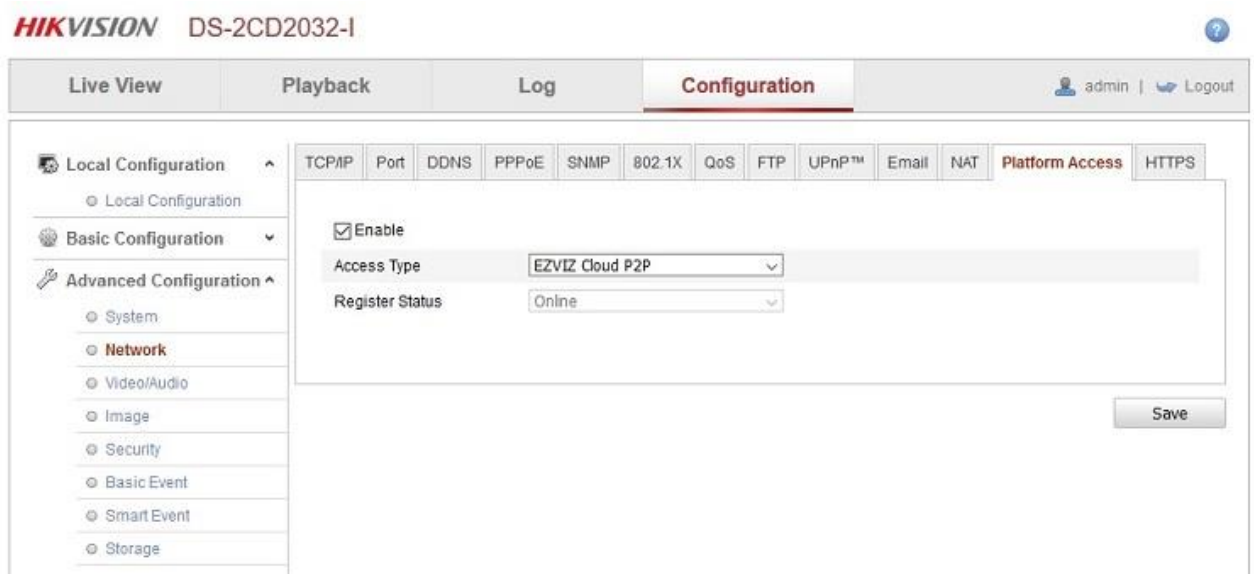 HIKVISION DS-2CD2032-I
?
Live View Playback Log Configuration admin | Logout
Local Configuration
Local Configuration
Basic Configuration
Advanced Configuration
System
Network
Video/Audio
Image
Security
Basic Event
Smart Event
Storage
TCP/IP Port DDNS PPPoE SNMP 802.1X QoS FTP UPnP™ Email NAT Platform Access HTTPS
Enable
Access Type EZVIZ Cloud P2P
Register Status Online
Save